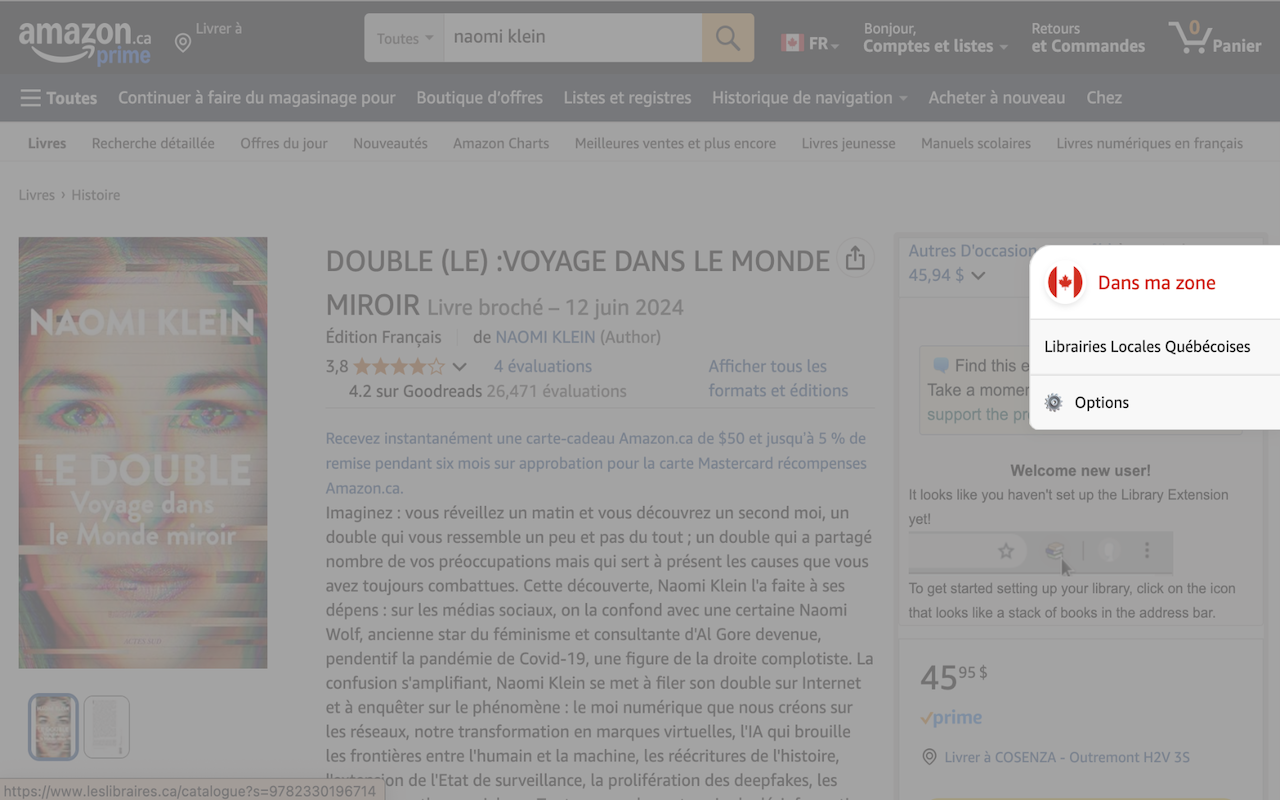 amazon.ca
prime
Livrer à
Toutes
naomi klein
FR
Bonjour,
Comptes et listes
Retours
et Commandes
0
Panier
Toutes
Continuer à faire du magasinage pour
Boutique d'offres
Listes et registres
Historique de navigation
Acheter à nouveau
Chez
Livres
Recherche détaillée
Offres du jour
Nouveautés
Amazon Charts
Meilleures ventes et plus encore
Livres jeunesse
Manuels scolaires
Livres numériques en français
Livres › Histoire
NAOMI KLEIN
LE DOUBLE
Voyage dans
le Monde miroir
ACTES SUD
DOUBLE (LE) :VOYAGE DANS LE MONDE
MIROIR Livre broché – 12 juin 2024
Édition Français
de NAOMI KLEIN (Author)
3,8
4 évaluations
4.2 sur Goodreads 26,471 évaluations
Afficher tous les
formats et éditions
Recevez instantanément une carte-cadeau Amazon.ca de $50 et jusqu'à 5 % de
remise pendant six mois sur approbation pour la carte Mastercard récompenses
Amazon.ca.
Imaginez : vous réveillez un matin et vous découvrez un second moi, un
double qui vous ressemble un peu et pas du tout ; un double qui a partagé
nombre de vos préoccupations mais qui sert à présent les causes que vous
avez toujours combattues. Cette découverte, Naomi Klein l'a faite à ses
dépens : sur les médias sociaux, on la confond avec une certaine Naomi
Wolf, ancienne star du féminisme et consultante d'Al Gore devenue,
pendentif la pandémie de Covid-19, une figure de la droite complotiste. La
confusion s'amplifiant, Naomi Klein se met à filer son double sur Internet
et à enquêter sur le phénomène : le moi numérique que nous créons sur
les réseaux, notre transformation en marques virtuelles, l'IA qui brouille
les frontières entre l'humain et la machine, les réécritures de l'histoire,
l'extension de l'Etat de surveillance, la prolifération des deepfakes, les
Autres D'occasion
45,94 $
Dans ma zone
Librairies Locales Québécoises
Options
Find this e
Take a momen
support the pr
Welcome new user!
It looks like you haven't set up the Library Extension
yet!
To get started setting up your library, click on the icon
that looks like a stack of books in the address bar.
45 95 $
prime
Livrer à COSENZA - Outremont H2V 3S
https://www.leslibraires.ca/catalogue?s=9782330196714